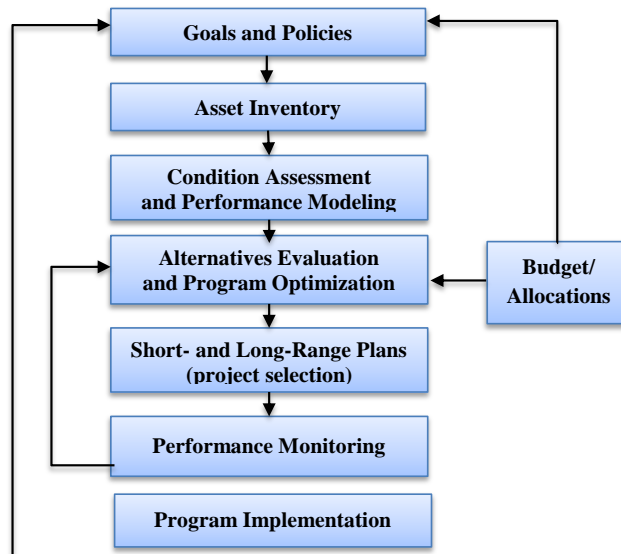 Goals and Policies
Asset Inventory
Condition Assessment
and Performance Modeling
Alternatives Evaluation
and Program Optimization
Budget/
Allocations
Short- and Long-Range Plans
(project selection)
Performance Monitoring
Program Implementation